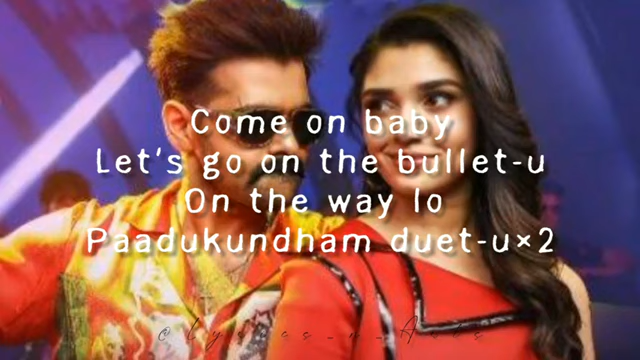 Come on baby
Let's go on the bullet-u
On the way lo
Paadukundham duet-u×2